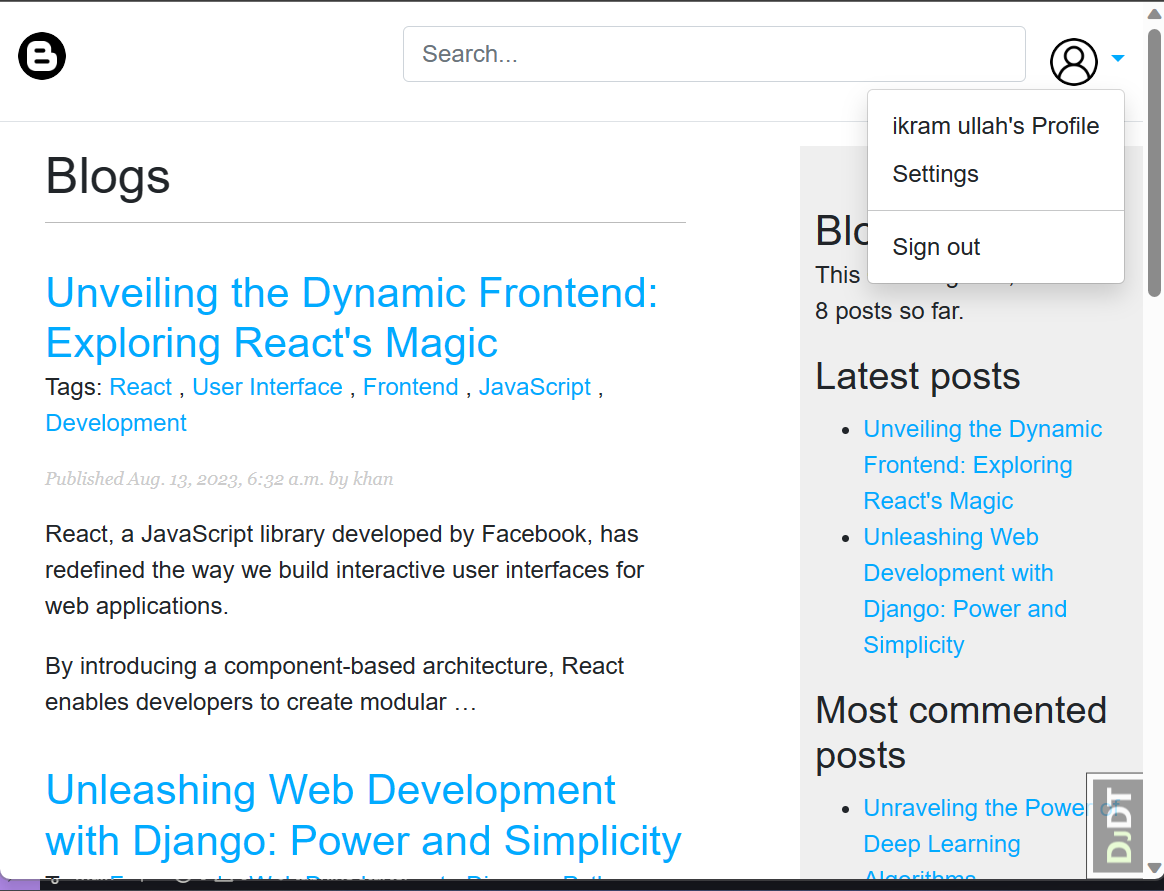 Search...
ikram ullah's Profile
Settings
Sign out
Blogs
Unveiling the Dynamic Frontend:
Exploring React's Magic
Tags: React , User Interface , Frontend , JavaScript ,
Development
Published Aug. 13, 2023, 6:32 a.m. by khan
React, a JavaScript library developed by Facebook, has
redefined the way we build interactive user interfaces for
web applications.
By introducing a component-based architecture, React
enables developers to create modular …
Unleashing Web Development
with Django: Power and Simplicity
This
8 posts so far.
Latest posts
Unveiling the Dynamic
Frontend: Exploring
React's Magic
Unleashing Web
Development with
Django: Power and
Simplicity
Most commented
posts
Unraveling the Power of
Deep Learning
Algorithms
DjDT